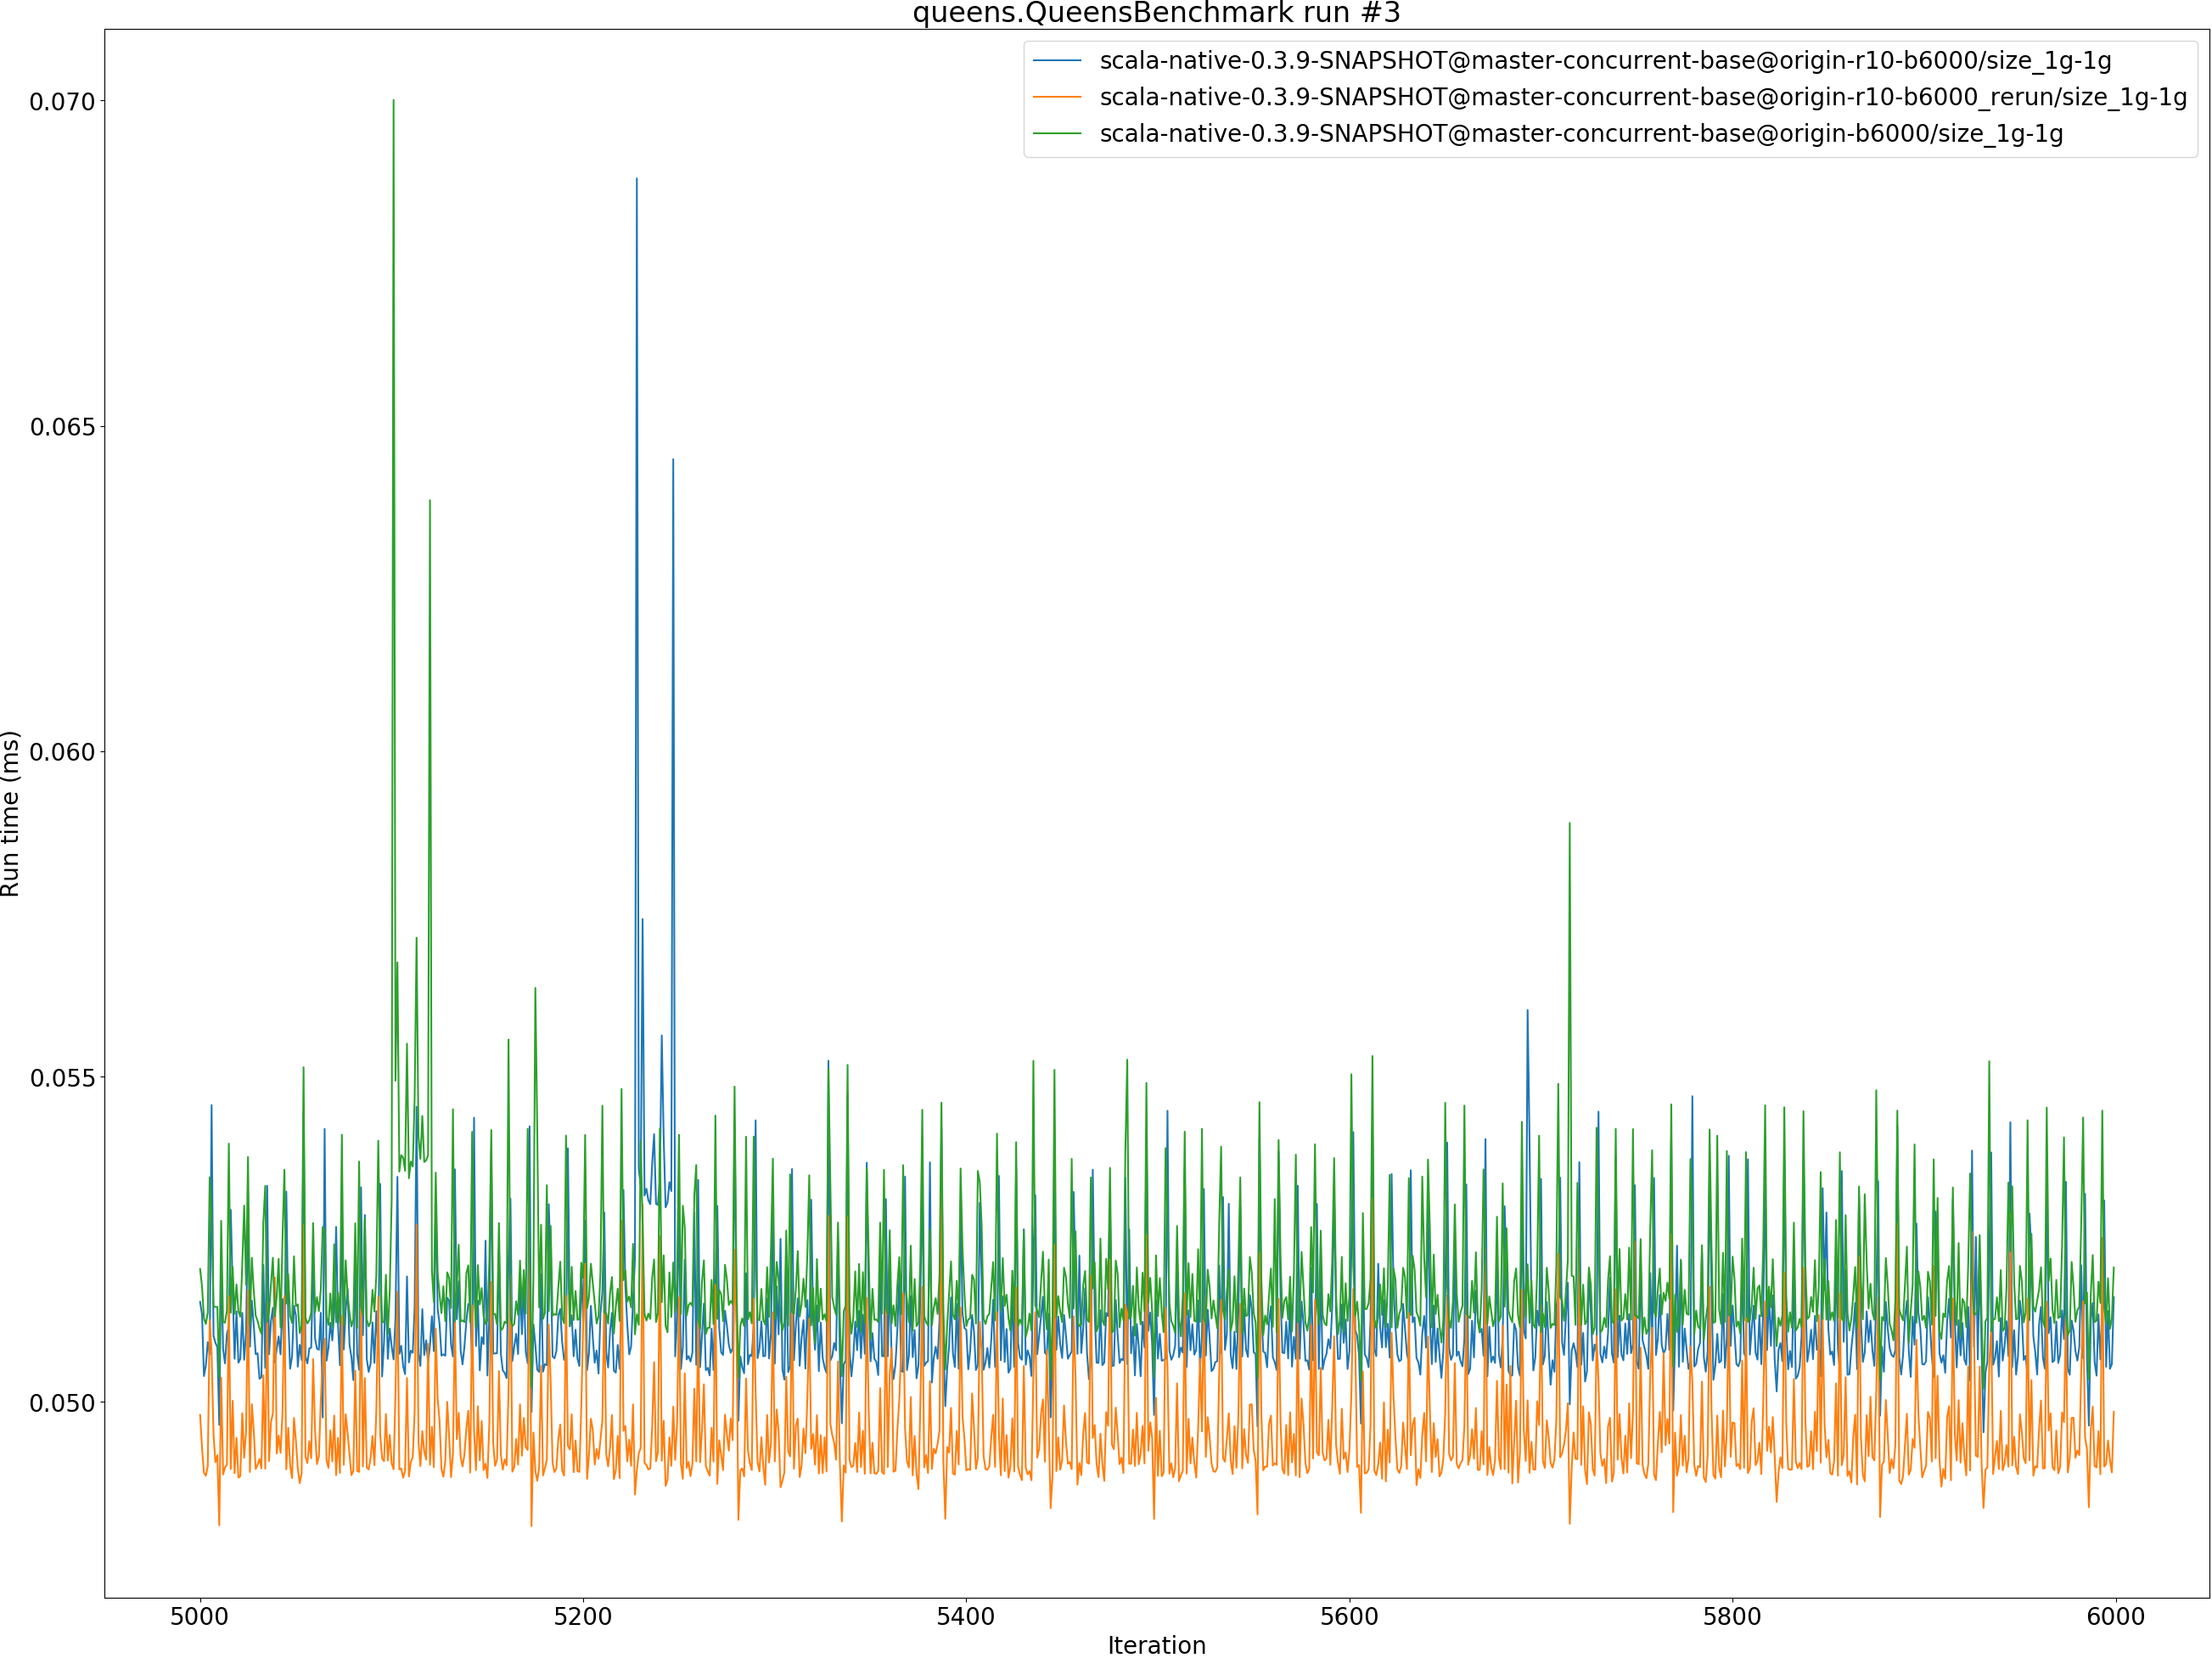 queens.QueensBenchmark run #3
scala-native-0.3.9-SNAPSHOT@master-concurrent-base@origin-r10-b6000/size_1g-1g
scala-native-0.3.9-SNAPSHOT@master-concurrent-base@origin-r10-b6000_rerun/size_1g-1g
scala-native-0.3.9-SNAPSHOT@master-concurrent-base@origin-b6000/size_1g-1g
0.070
0.065
0.060
0.055
0.050
Run time (ms)
5000 5200 5400 5600 5800 6000
Iteration